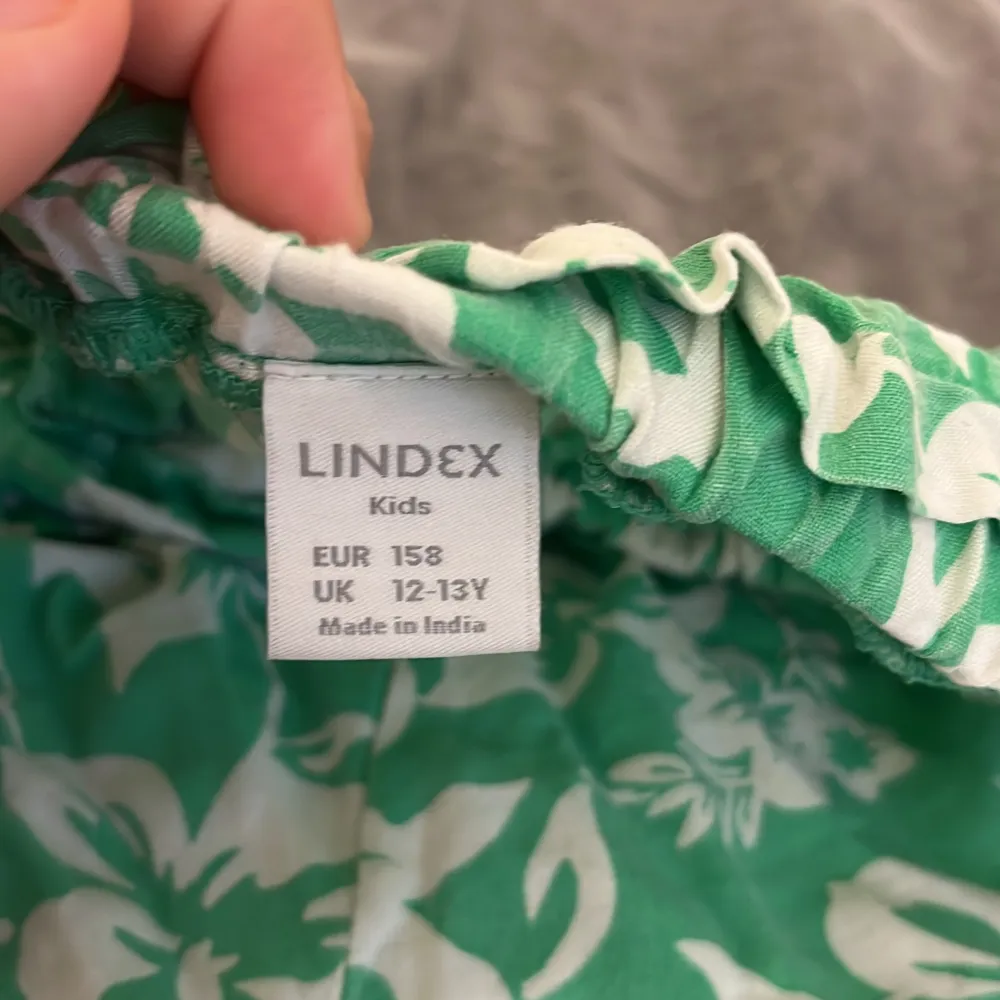 LINDEX
Kids
EUR 158
UK 12-13Y
Made in India